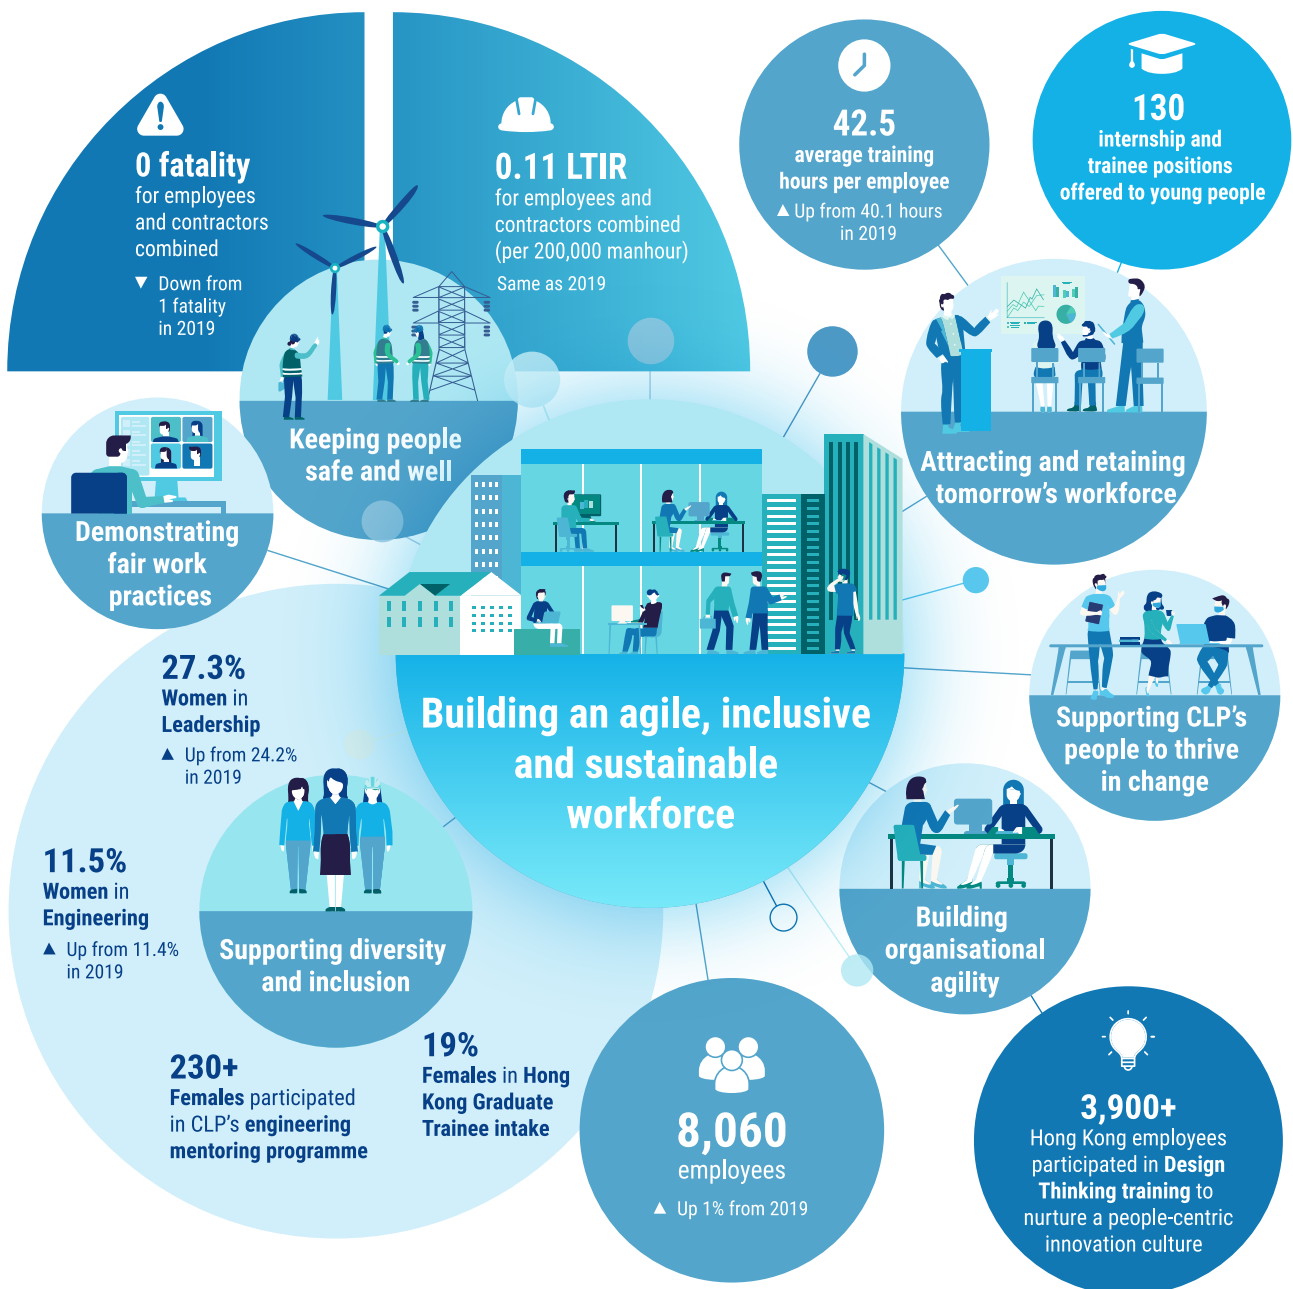 0 fatality
for employees
and contractors
combined
▼ Down from
1 fatality
in 2019
0.11 LTIR
for employees and
contractors combined
(per 200,000 manhour)
Same as 2019
Keeping people
safe and well
42.5
average training
hours per employee
▲ Up from 40.1 hours
in 2019
130
internship and
trainee positions
offered to young people
Attracting and retaining
tomorrow's workforce
Demonstrating
fair work
practices
Building an agile, inclusive
and sustainable
workforce
Supporting CLP's
people to thrive
in change
27.3%
Women in
Leadership
▲ Up from 24.2%
in 2019
11.5%
Women in
Engineering
▲ Up from 11.4%
in 2019
Supporting diversity
and inclusion
230+
Females participated
in CLP's engineering
mentoring programme
19%
Females in Hong
Kong Graduate
Trainee intake
Building
organisational
agility
8,060
employees
▲ Up 1% from 2019
3,900+
Hong Kong employees
participated in Design
Thinking training to
nurture a people-centric
innovation culture